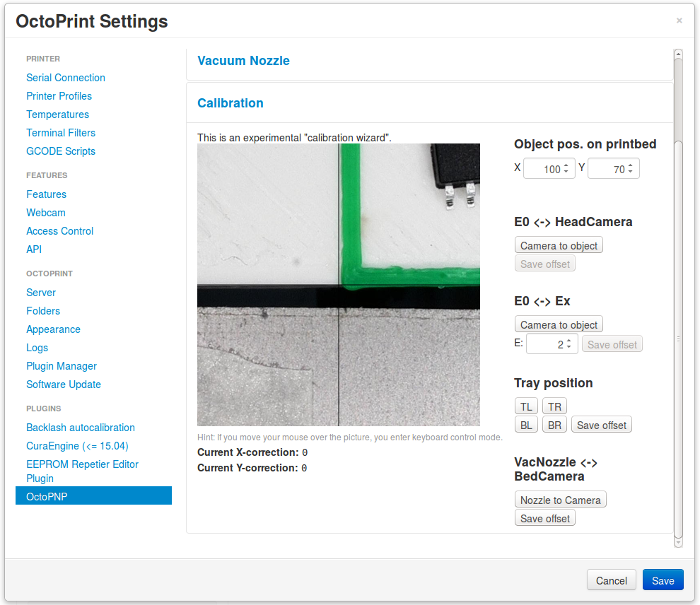 OctoPrint Settings
×
PRINTER
Serial Connection
Printer Profiles
Temperatures
Terminal Filters
GCODE Scripts
FEATURES
Features
Webcam
Access Control
API
OCTOPRINT
Server
Folders
Appearance
Logs
Plugin Manager
Software Update
PLUGINS
Backlash autocalibration
CuraEngine (<= 15.04)
EEPROM Repetier Editor
Plugin
OctoPNP
Vacuum Nozzle
Calibration
This is an experimental "calibration wizard".
Hint: If you move your mouse over the picture, you enter keyboard control mode.
Current X-correction: 0
Current Y-correction: 0
Object pos. on printbed
X 100 Y 70
E0 <-> HeadCamera
Camera to object
Save offset
E0 <-> Ex
Camera to object
E: 2 Save offset
Tray position
TL TR
BL BR Save offset
VacNozzle <->
BedCamera
Nozzle to Camera
Save offset
Cancel Save